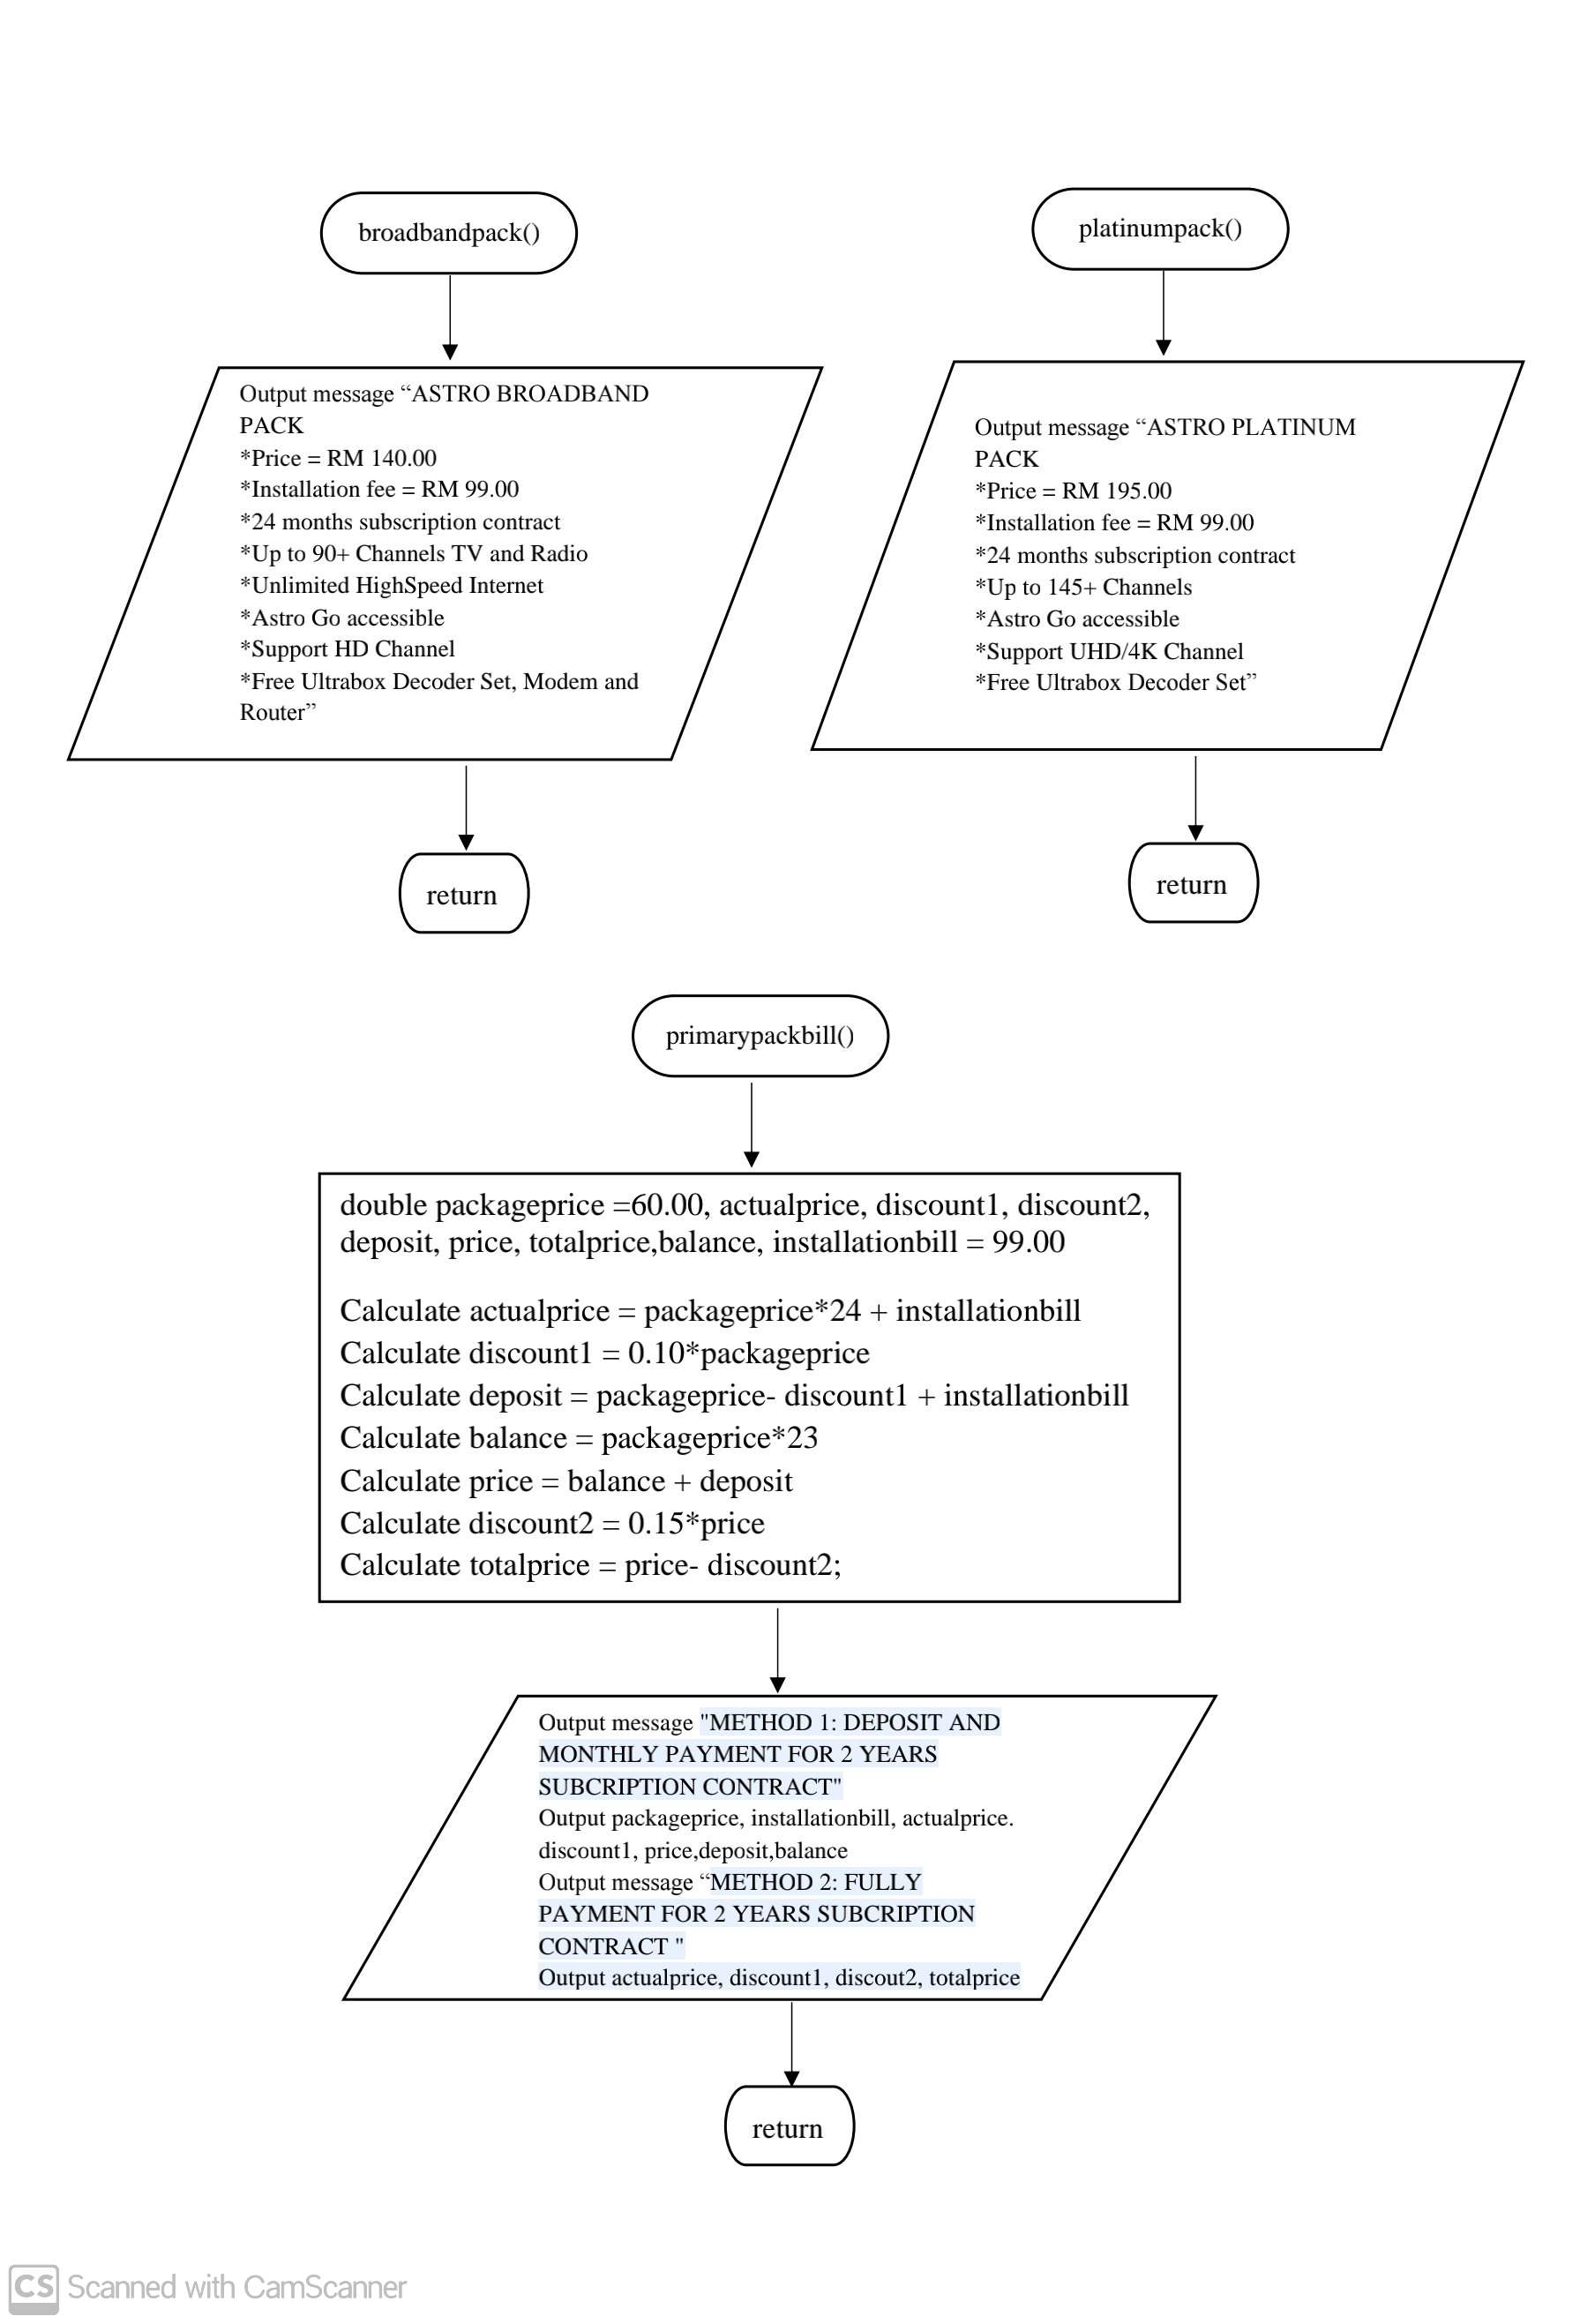 broadbandpack()
Output message “ASTRO BROADBAND
PACK
*Price = RM 140.00
*Installation fee = RM 99.00
*24 months subscription contract
*Up to 90+ Channels TV and Radio
*Unlimited HighSpeed Internet
*Astro Go accessible
*Support HD Channel
*Free Ultrabox Decoder Set, Modem and
Router”
return
platinumpack()
Output message “ASTRO PLATINUM
PACK
*Price = RM 195.00
*Installation fee = RM 99.00
*24 months subscription contract
*Up to 145+ Channels
*Astro Go accessible
*Support UHD/4K Channel
*Free Ultrabox Decoder Set”
return
primarypackbill()
double packageprice =60.00, actualprice, discount1, discount2,
deposit, price, totalprice,balance, installationbill = 99.00
Calculate actualprice = packageprice*24 + installationbill
Calculate discount1 = 0.10*packageprice
Calculate deposit = packageprice- discount1 + installationbill
Calculate balance = packageprice*23
Calculate price = balance + deposit
Calculate discount2 = 0.15*price
Calculate totalprice = price- discount2;
Output message "METHOD 1: DEPOSIT AND
MONTHLY PAYMENT FOR 2 YEARS
SUBCRIPTION CONTRACT"
Output packageprice, installationbill, actualprice.
discount1, price,deposit,balance
Output message “METHOD 2: FULLY
PAYMENT FOR 2 YEARS SUBCRIPTION
CONTRACT "
Output actualprice, discount1, discout2, totalprice
return
CS Scanned with CamScanner